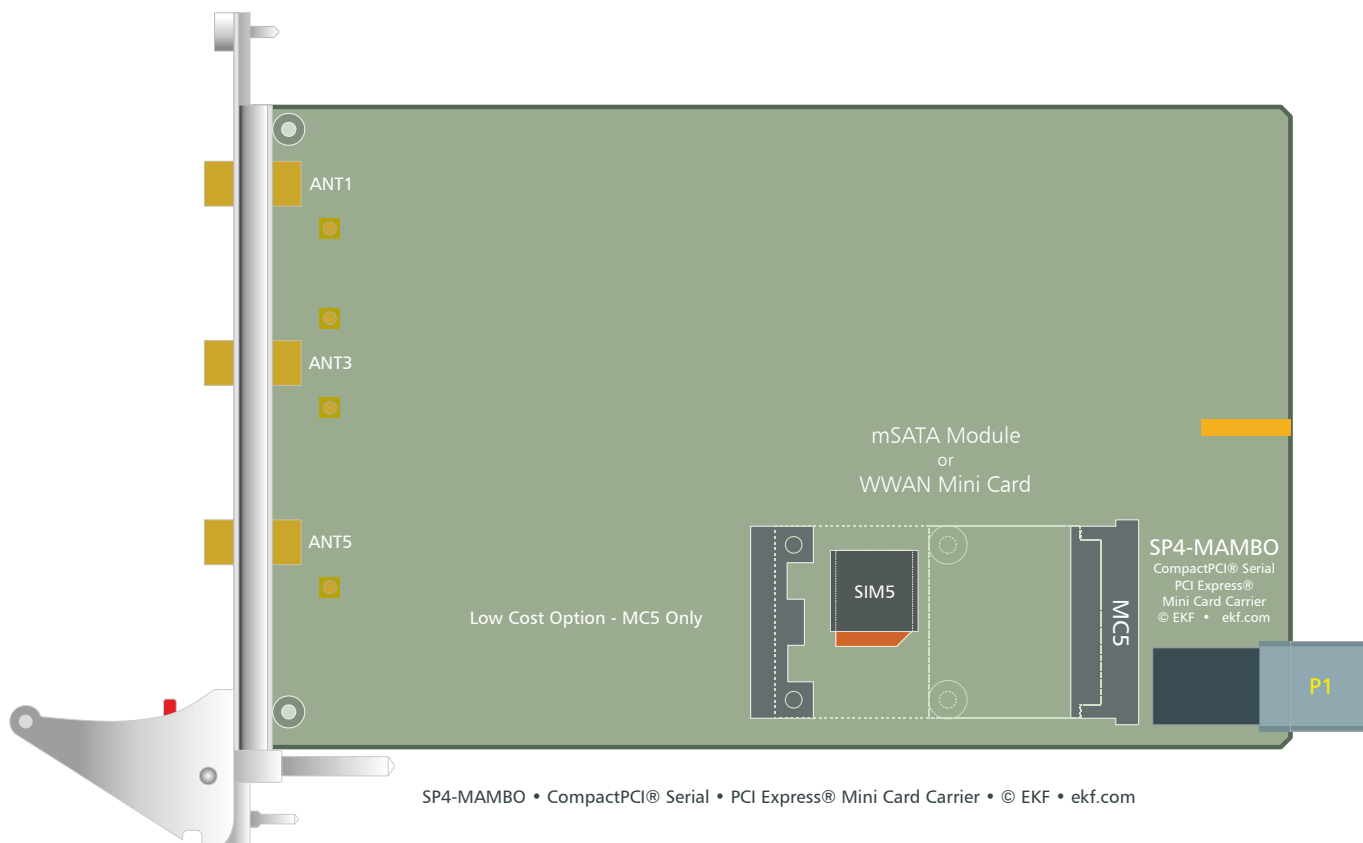 ANT1
ANT3
mSATA Module
or
WWAN Mini Card
ANT5
SP4-MAMBO
CompactPCI® Serial
PCI Express®
Mini Card Carrier
© EKF • ekf.com
SIM5
MC5
Low Cost Option - MC5 Only
P1
SP4-MAMBO • CompactPCI® Serial • PCI Express® Mini Card Carrier • © EKF • ekf.com